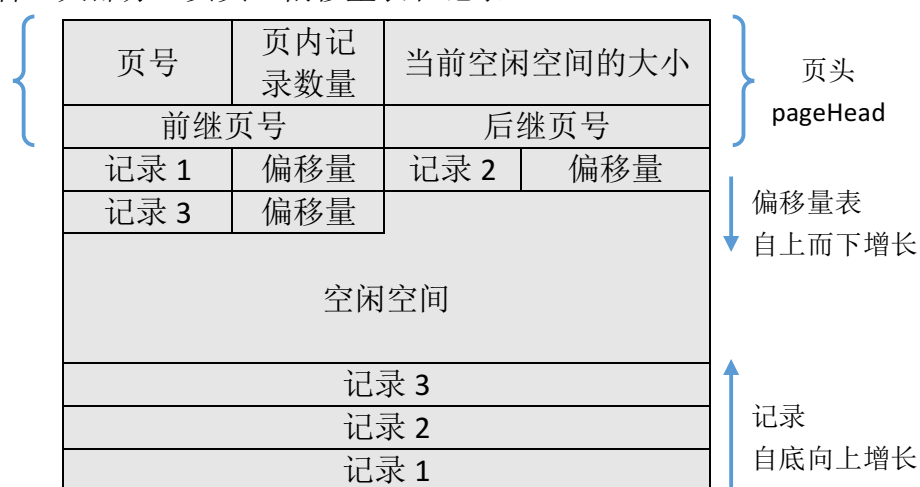 页号
页内记
录数量
当前空闲空间的大小
页头
pageHead
前继页号
后继页号
记录 1
偏移量
记录 2
偏移量
记录 3
偏移量
偏移量表
自上而下增长
空闲空间
记录 3
记录 2
记录 1
记录
自底向上增长